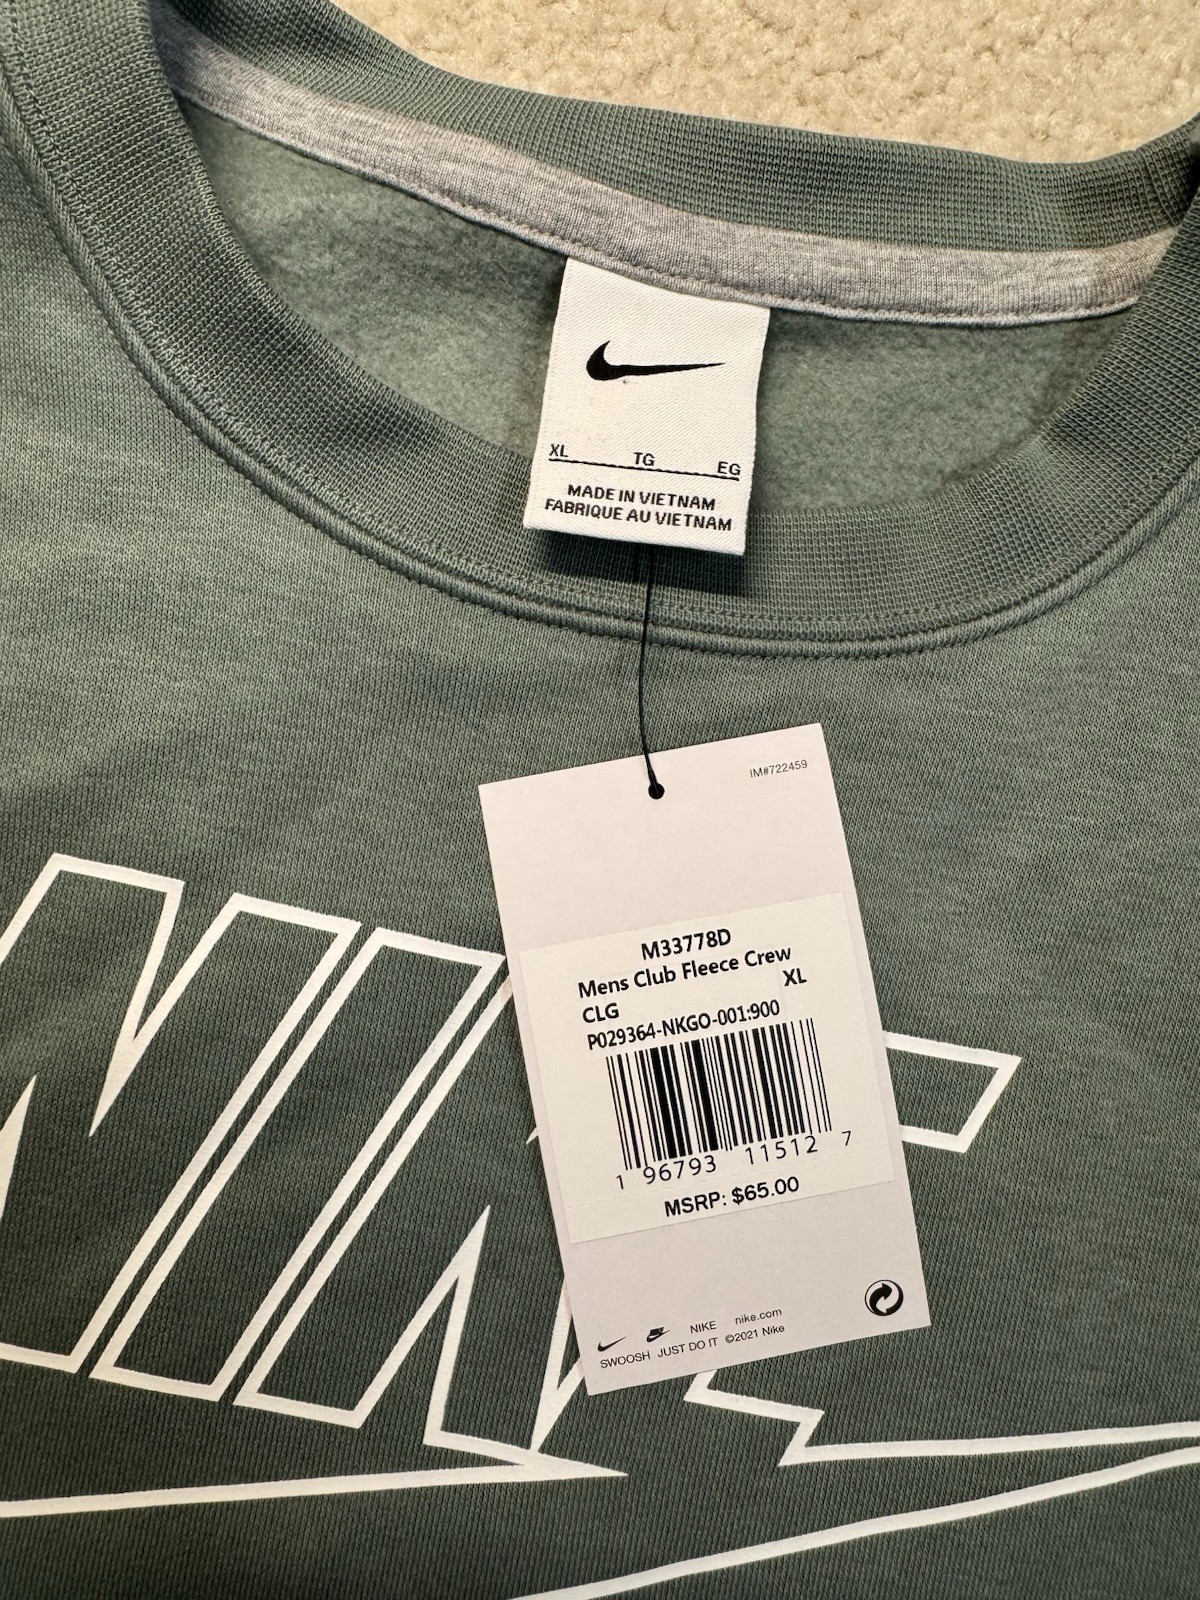 XL TG EG
MADE IN VIETNAM
FABRIQUE AU VIETNAM
IM#722459
M33778D
Mens Club Fleece Crew
CLG XL
P029364-NKGO-001:900
1 96793 11512 7
MSRP: $65.00
NIKE nike.com
SWOOSH JUST DO IT ©2021 Nike
NIKE